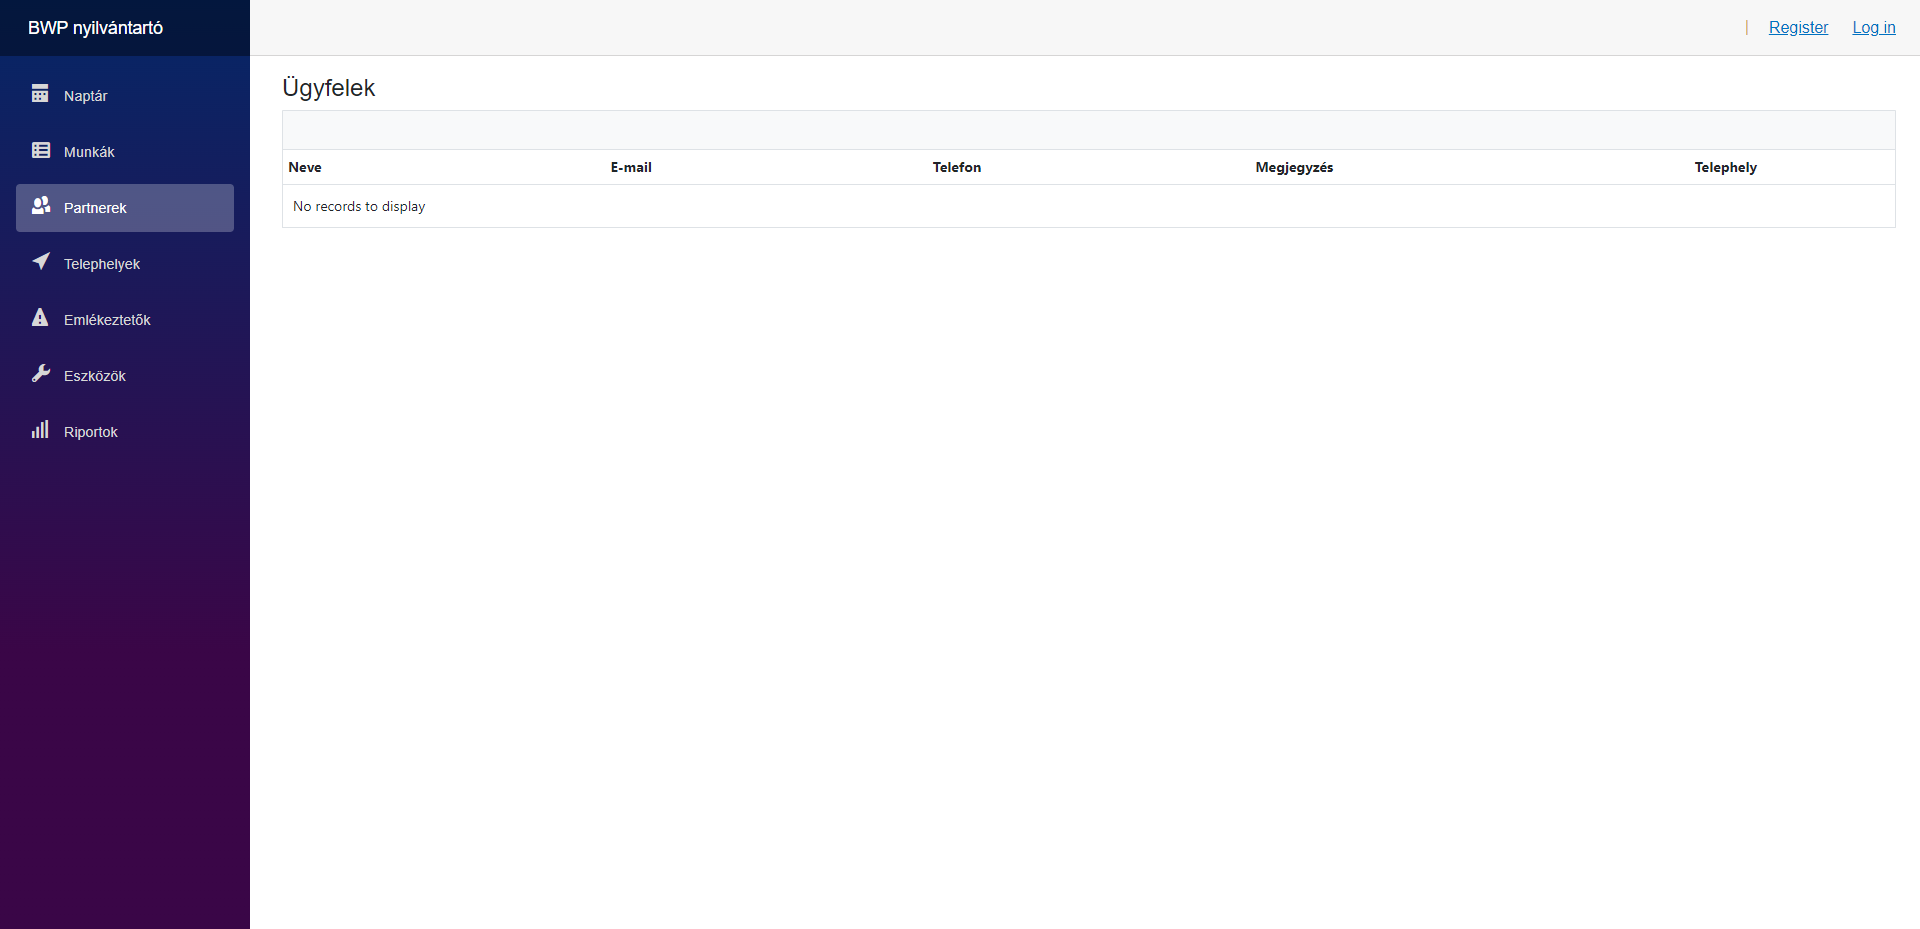 BWP nyilvántartó
| Register Log in
Naptár
Munkák
Partnerek
Telephelyek
Emlékeztetők
Eszközök
Riportok
Ügyfelek
Neve E-mail Telefon Megjegyzés Telephely
No records to display